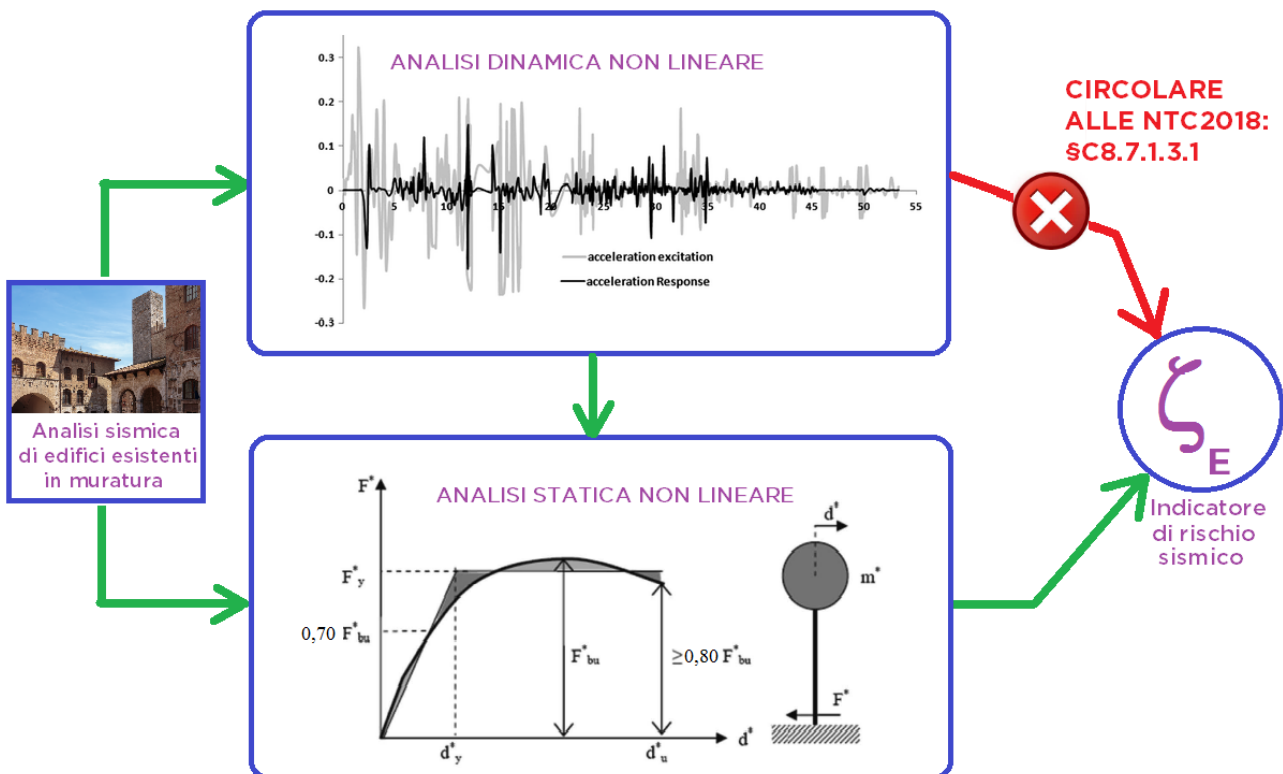 ANALISI DINAMICA NON LINEARE
0.3
0.2
0.1
0
-0.1
-0.2
-0.3
0 5 10 15 20 25 30 35 40 45 50 55
acceleration excitation
acceleration Response
CIRCOLARE
ALLE NTC2018:
§C8.7.1.3.1
Analisi sismica
di edifici esistenti
in muratura
ζE
Indicatore
di rischio
sismico
ANALISI STATICA NON LINEARE
F*
F*y
0,70 F*bu
F*bu
≥0,80 F*bu
d*y
d*u
d*
d*
m*
F*